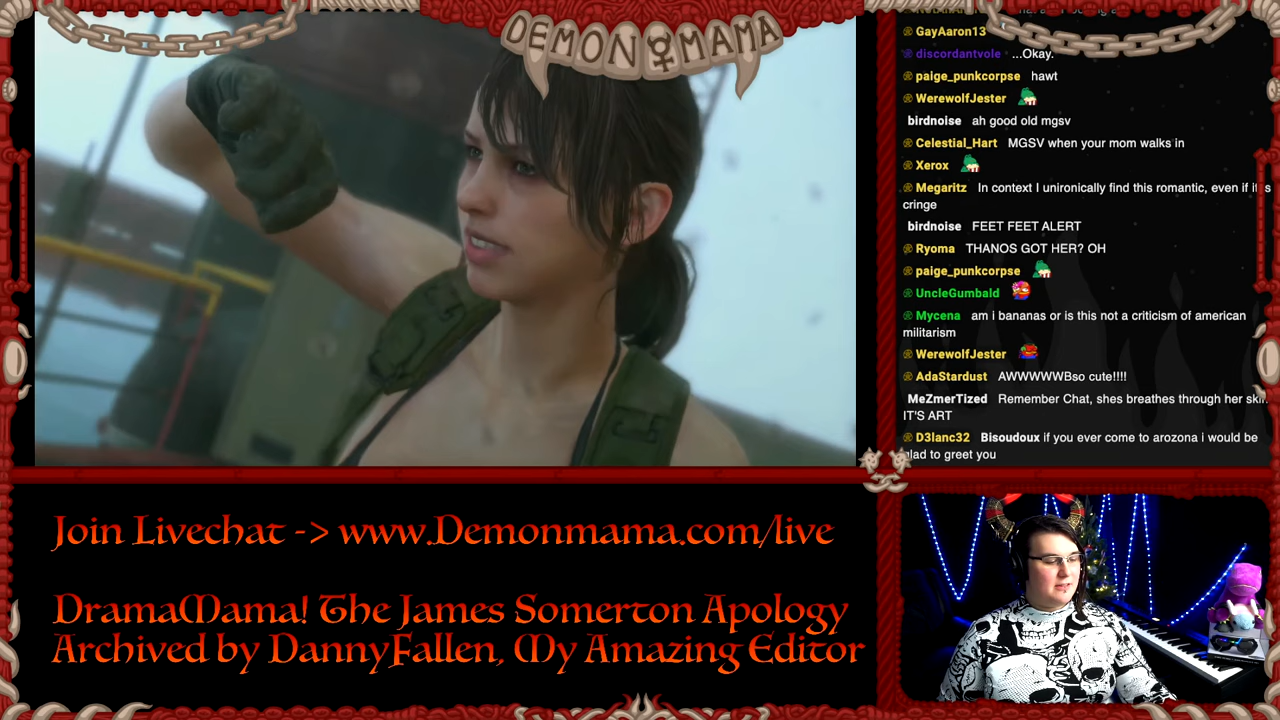 DEMON MAMA
GayAaron13
discordantvole ...Okay.
paige_punkcorpse hawt
WerewolfJester
birdnoise ah good old mgsv
Celestial_Hart MGSV when your mom walks in
Xerox
Megaritz In context I unironically find this romantic, even if it's
cringe
birdnoise FEET FEET ALERT
Ryoma THANOS GOT HER? OH
paige_punkcorpse
UncleGumbald
Mycena am i bananas or is this not a criticism of american
militarism
WerewolfJester
AdaStardust AWWWWWBso cute!!!!
MeZmerTized Remember Chat, shes breathes through her skin.
IT'S ART
D3lanc32 Bisoudoux if you ever come to arozona i would be
glad to greet you
Join Livechat -> www.Demonmama.com/live
DramaMama! The James Somerton Apology
Archived by DannyFallen, My Amazing Editor